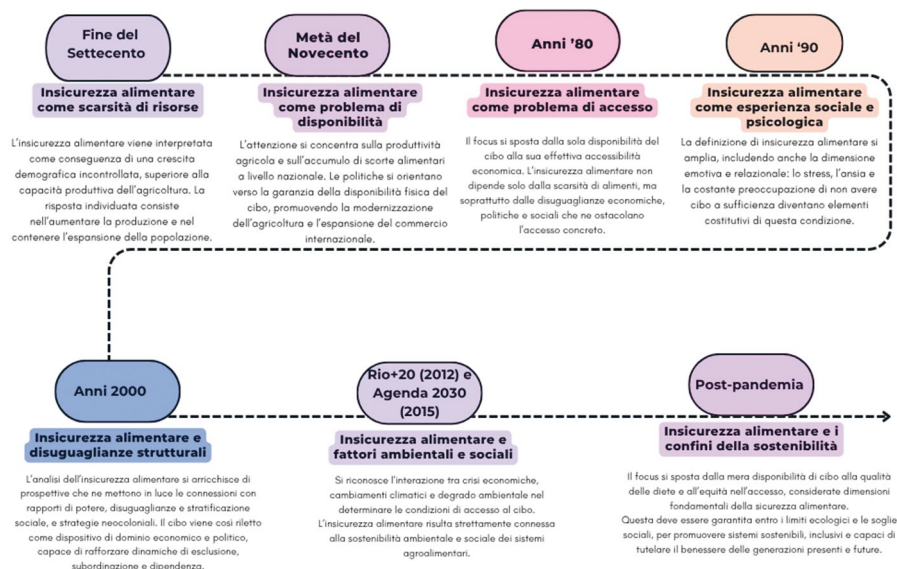 Fine del
Settecento
Insicurezza alimentare
come scarsità di risorse
L'insicurezza alimentare viene interpretata
come conseguenza di una crescita
demografica incontrollata, superiore alla
capacità produttiva dell'agricoltura. La
risposta individuata consiste
nell'aumentare la produzione e nel
contenere l'espansione della popolazione.
Metà del
Novecento
Insicurezza alimentare
come problema di
disponibilità
L'attenzione si concentra sulla produttività
agricola e sull'accumulo di scorte alimentari
a livello nazionale. Le politiche si orientano
verso la garanzia della disponibilità fisica del
cibo, promuovendo la modernizzazione
dell'agricoltura e l'espansione del commercio
internazionale.
Anni '80
Insicurezza alimentare
come problema di accesso
Il focus si sposta dalla sola disponibilità del
cibo alla sua effettiva accessibilità
economica. L'insicurezza alimentare non
dipende solo dalla scarsità di alimenti, ma
soprattutto dalle disuguaglianze economiche,
politiche e sociali che ne ostacolano
l'accesso concreto.
Anni '90
Insicurezza alimentare
come esperienza sociale e
psicologica
La definizione di insicurezza alimentare si
amplia, includendo anche la dimensione
emotiva e relazionale: lo stress, l'ansia e
la costante preoccupazione di non avere
cibo a sufficienza diventano elementi
costitutivi di questa condizione.
Anni 2000
Insicurezza alimentare e
disuguaglianze strutturali
L'analisi dell'insicurezza alimentare si arricchisce di
prospettive che ne mettono in luce le connessioni con
rapporti di potere, disuguaglianze e stratificazione
sociale, e strategie neocoloniali. Il cibo viene così riletto
come dispositivo di dominio economico e politico,
capace di rafforzare dinamiche di esclusione,
subordinazione e dipendenza.
Rio+20 (2012) e
Agenda 2030
(2015)
Insicurezza alimentare e
fattori ambientali e sociali
Si riconosce l'interazione tra crisi economiche,
cambiamenti climatici e degrado ambientale nel
determinare le condizioni di accesso al cibo.
L'insicurezza alimentare risulta strettamente connessa
alla sostenibilità ambientale e sociale dei sistemi
agroalimentari.
Post-pandemia
Insicurezza alimentare e i
confini della sostenibilità
Il focus si sposta dalla mera disponibilità di cibo alla qualità
delle diete e all'equità nell'accesso, considerate dimensioni
fondamentali della sicurezza alimentare.
Questa deve essere garantita entro i limiti ecologici e le soglie
sociali, per promuovere sistemi sostenibili, inclusivi e capaci di
tutelare il benessere delle generazioni presenti e future.